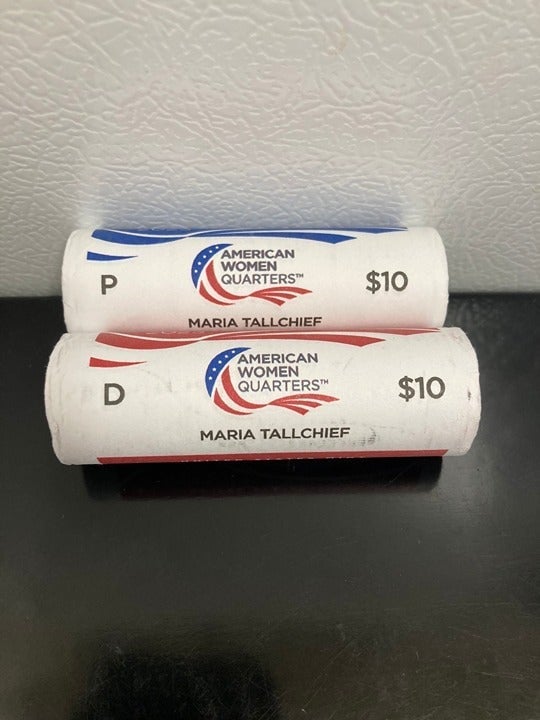 P
AMERICAN
WOMEN
QUARTERS™
$10
MARIA TALLCHIEF
D
AMERICAN
WOMEN
QUARTERS™
$10
MARIA TALLCHIEF